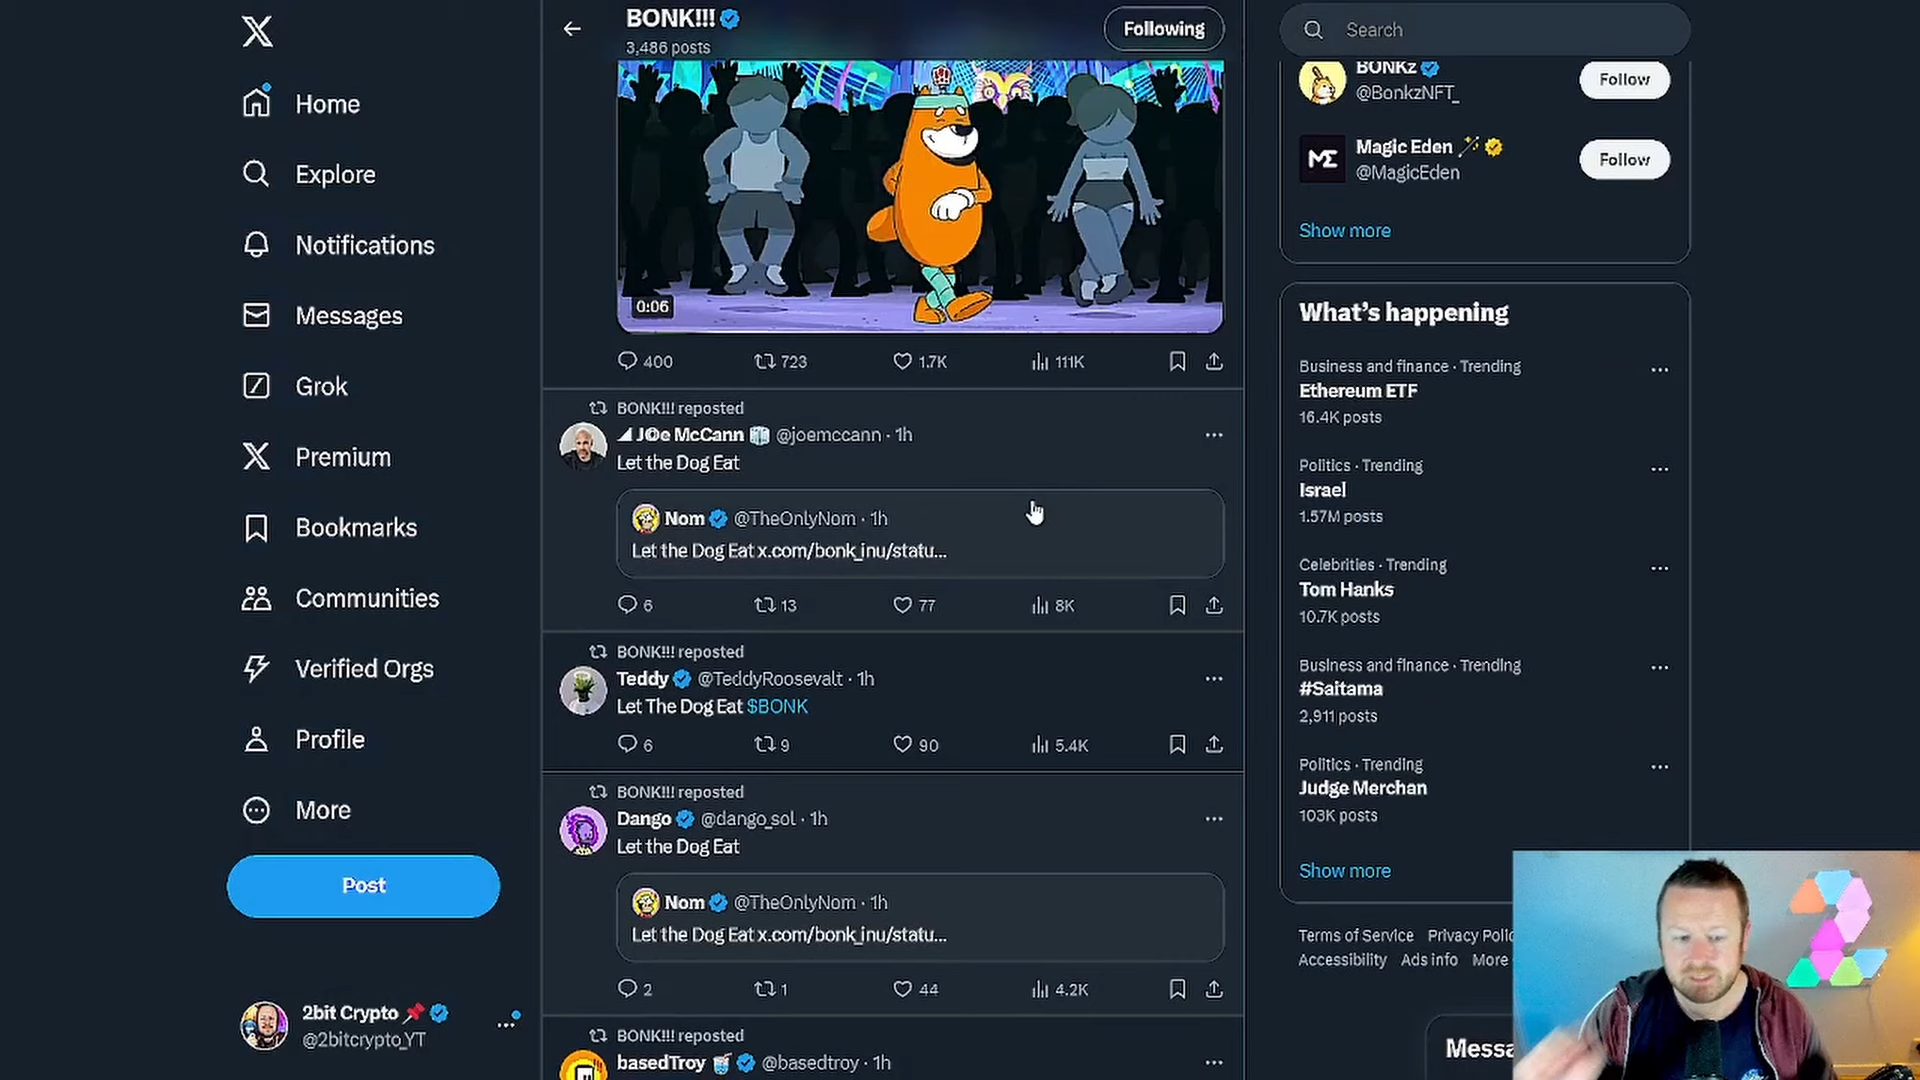 Home
Explore
Notifications
Messages
Grok
Premium
Bookmarks
Communities
Verified Orgs
Profile
More
Post
2bit Crypto
@2bitcrypto_YT
BONK!!!
3,486 posts
Following
0:06
400 723 1.7K 111K
BONK!!! reposted
J0e McCann @joemccann · 1h
Let the Dog Eat
Nom @TheOnlyNom · 1h
Let the Dog Eat x.com/bonk_inu/statu...
6 13 77 8K
BONK!!! reposted
Teddy @TeddyRoosevalt · 1h
Let The Dog Eat $BONK
6 9 90 5.4K
BONK!!! reposted
Dango @dango_sol · 1h
Let the Dog Eat
Nom @TheOnlyNom · 1h
Let the Dog Eat x.com/bonk_inu/statu...
2 1 44 4.2K
BONK!!! reposted
basedTroy @basedtroy · 1h
Search
BONKz
@BonkzNFT_
Follow
ME
Magic Eden
@MagicEden
Follow
Show more
What's happening
Business and finance · Trending
Ethereum ETF
16.4K posts
Politics · Trending
Israel
1.57M posts
Celebrities · Trending
Tom Hanks
10.7K posts
Business and finance · Trending
#Saitama
2,911 posts
Politics · Trending
Judge Merchan
103K posts
Show more
Terms of Service Privacy Polic
Accessibility Ads info More
Messa